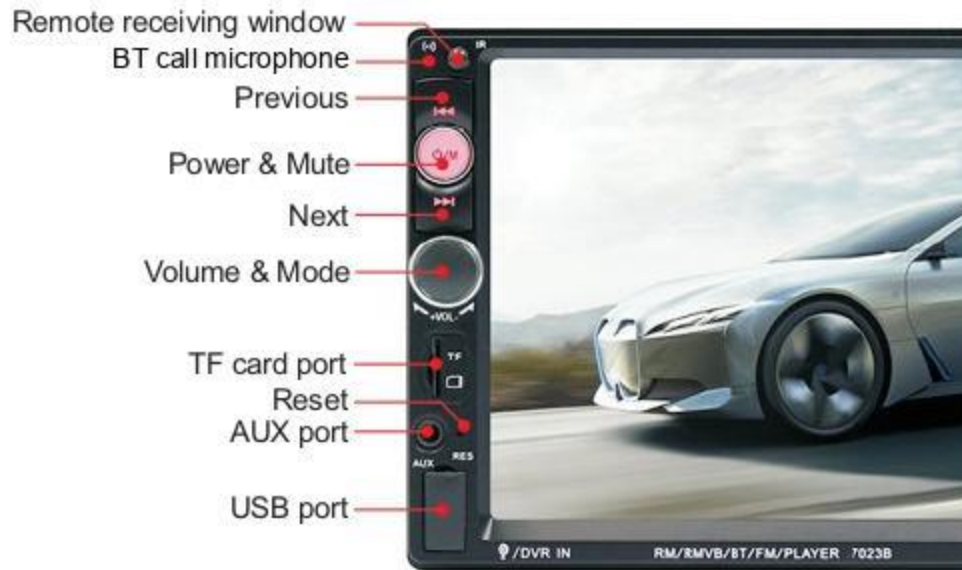 Remote receiving window
IR
BT call microphone
Previous
Power & Mute
⏻/M
Next
Volume & Mode
+VOL-
TF card port
TF
Reset
AUX port
AUX
RES
USB port
/DVR IN
RM/RMVB/BT/FM/PLAYER 7023B